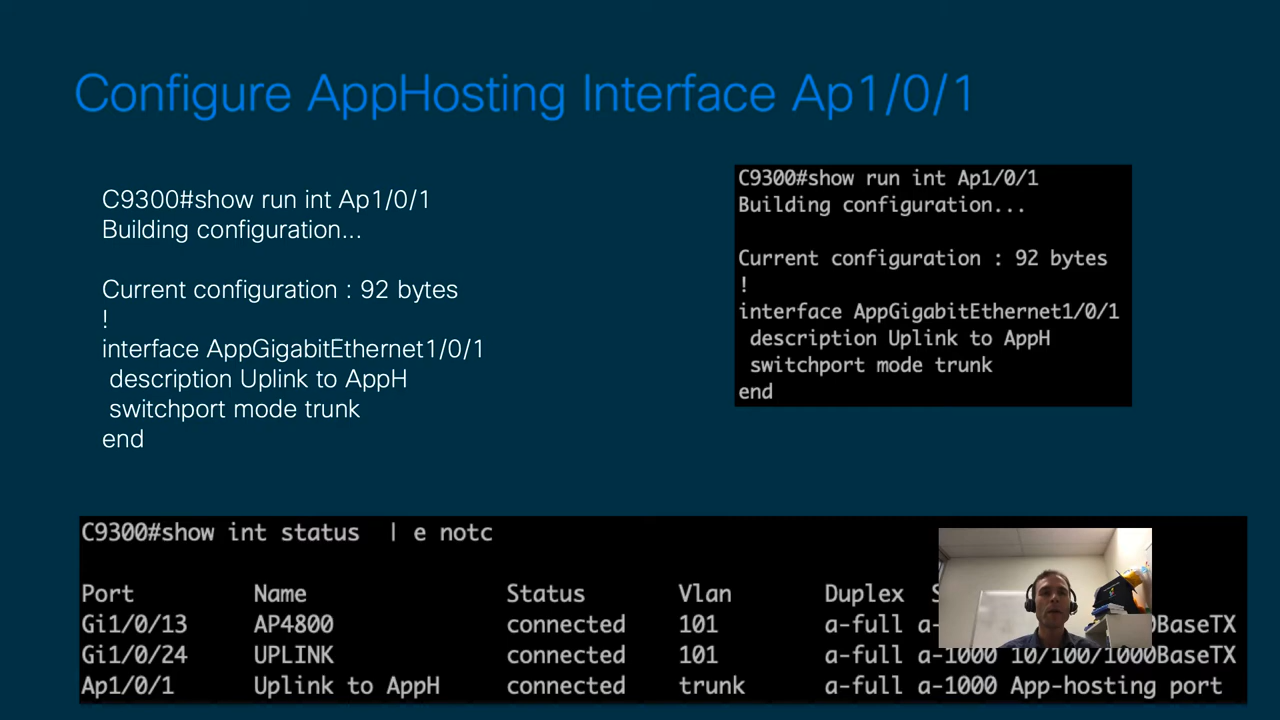 Configure AppHosting Interface Ap1/0/1
C9300#show run int Ap1/0/1
Building configuration...
Current configuration : 92 bytes
!
interface AppGigabitEthernet1/0/1
description Uplink to AppH
switchport mode trunk
end
C9300#show run int Ap1/0/1
Building configuration...
Current configuration : 92 bytes
!
interface AppGigabitEthernet1/0/1
description Uplink to AppH
switchport mode trunk
end
C9300#show int status | e notc
Port Name Status Vlan Duplex
Gi1/0/13 AP4800 connected 101 a-full
Gi1/0/24 UPLINK connected 101 a-full a-1000 10/100/1000BaseTX
Ap1/0/1 Uplink to AppH connected trunk a-full a-1000 App-hosting port